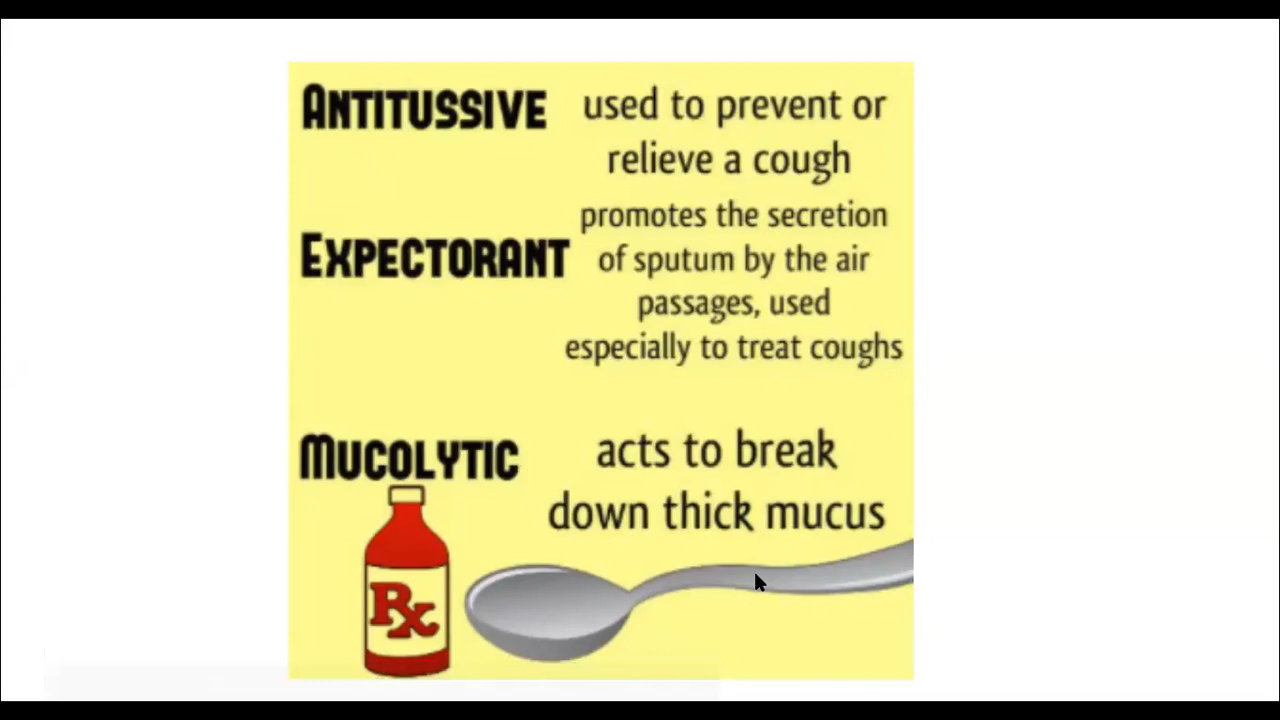 ANTITUSSIVE used to prevent or
relieve a cough
promotes the secretion
EXPECTORANT of sputum by the air
passages, used
especially to treat coughs
MUCOLYTIC acts to break
down thick mucus
Rx